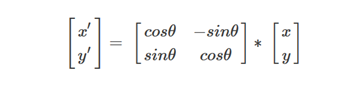 [x′ y′] = [cosθ −sinθ sinθ cosθ] * [x y]